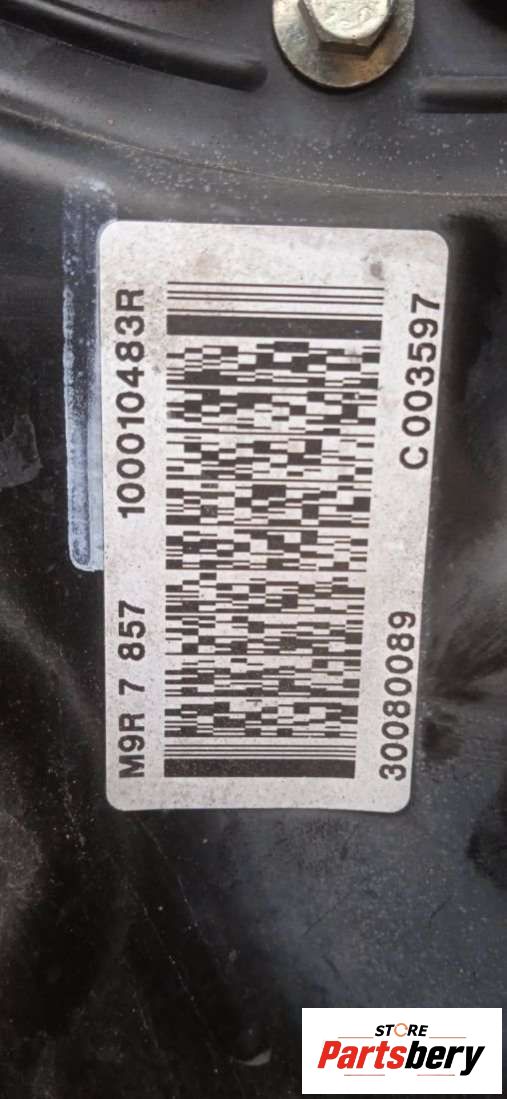 M9R 7 857 100010483R
30080089 C 003597
STORE
Partsbery